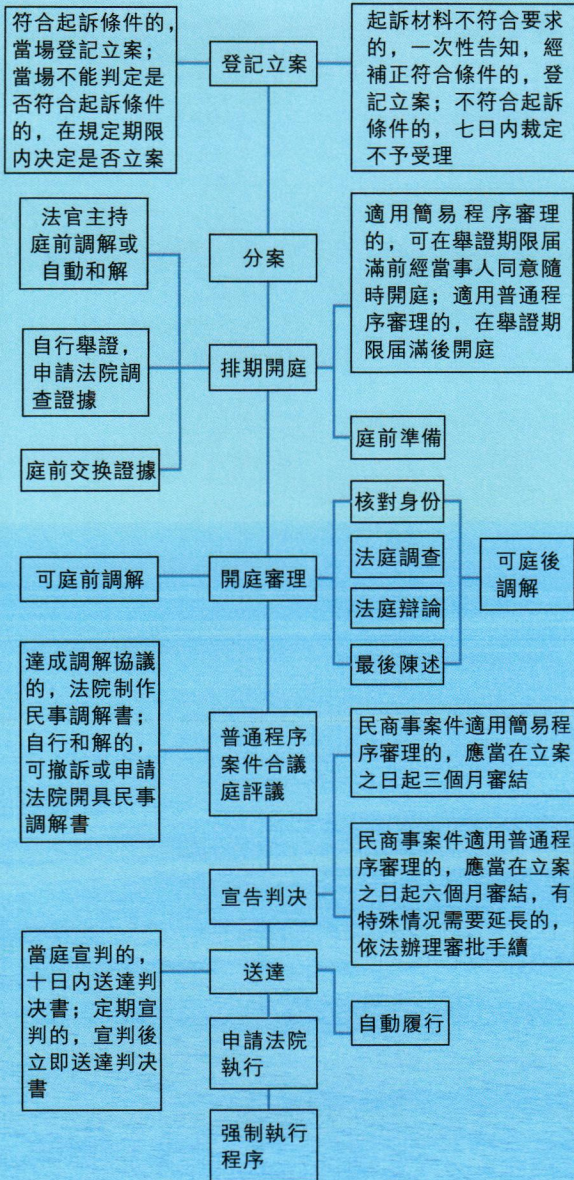 符合起訴條件的，
當場登記立案；
當場不能判定是
否符合起訴條件
的，在規定期限
内决定是否立案
登記立案
起訴材料不符合要求
的，一次性告知，經
補正符合條件的，登
記立案；不符合起訴
條件的，七日内裁定
不予受理
法官主持
庭前調解或
自動和解
分案
適用簡易程序審理
的，可在舉證期限届
滿前經當事人同意隨
時開庭；適用普通程
序審理的，在舉證期
限届滿後開庭
自行舉證，
申請法院調
查證據
排期開庭
庭前交换證據
庭前準備
可庭前調解
開庭審理
核對身份
法庭調查
法庭辯論
最後陳述
可庭後
調解
達成調解協議
的，法院制作
民事調解書；
自行和解的，
可撤訴或申請
法院開具民事
調解書
普通程序
案件合議
庭評議
民商事案件適用簡易程
序審理的，應當在立案
之日起三個月審結
宣告判决
民商事案件適用普通程
序審理的，應當在立案
之日起六個月審結，有
特殊情况需要延長的，
依法辦理審批手續
當庭宣判的，
十日内送達判
决書；定期宣
判的，宣判後
立即送達判决
書
送達
自動履行
申請法院
執行
强制執行
程序